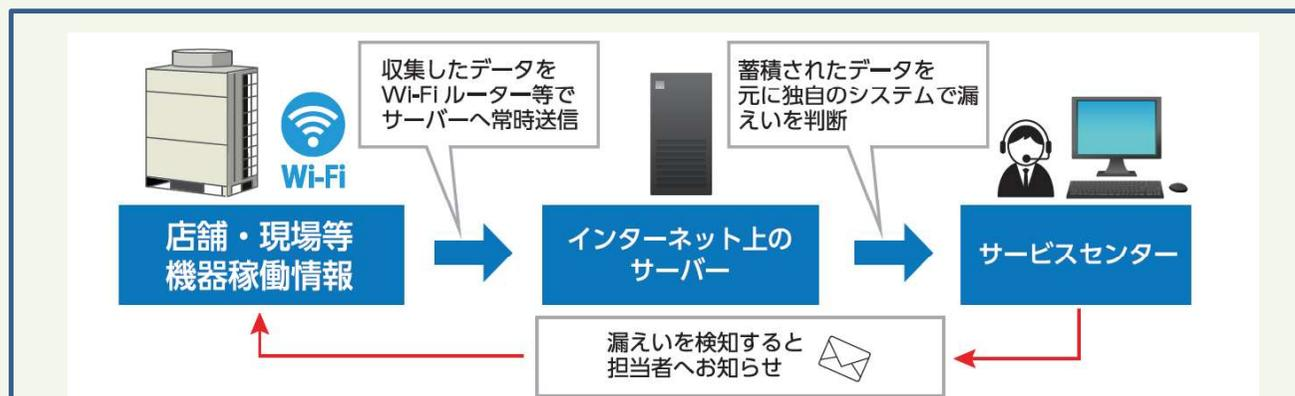 収集したデータを
Wi-Fiルーター等で
サーバーへ常時送信
蓄積されたデータを
元に独自のシステムで漏
えいを判断
Wi-Fi
店舗・現場等
機器稼働情報
インターネット上の
サーバー
サービスセンター
漏えいを検知すると
担当者へお知らせ